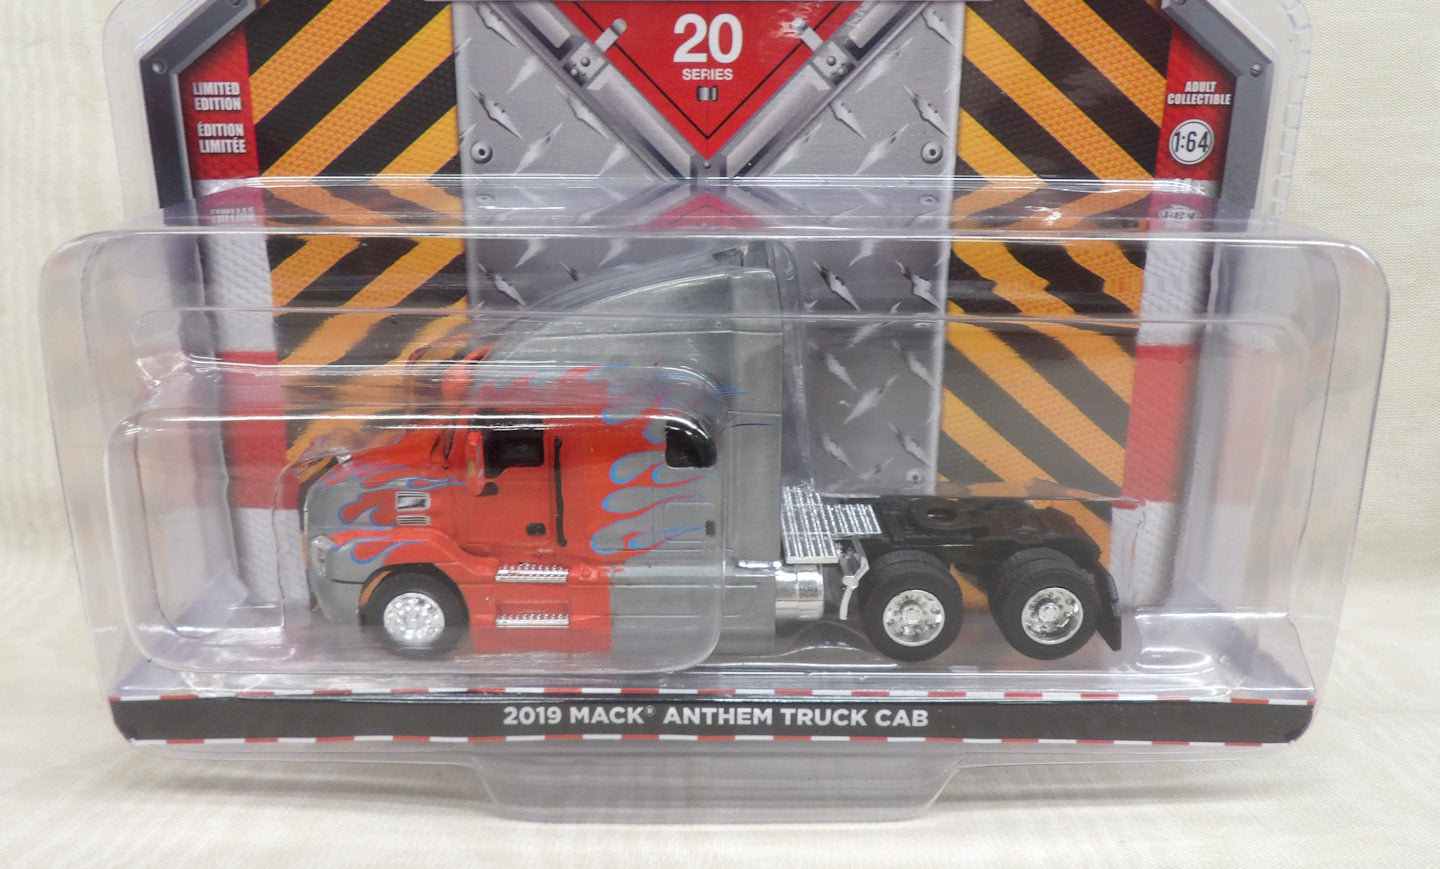 20
SERIES
LIMITED
EDITION
ÉDITION
LIMITÉE
ADULT
COLLECTIBLE
1:64
2019 MACK® ANTHEM TRUCK CAB